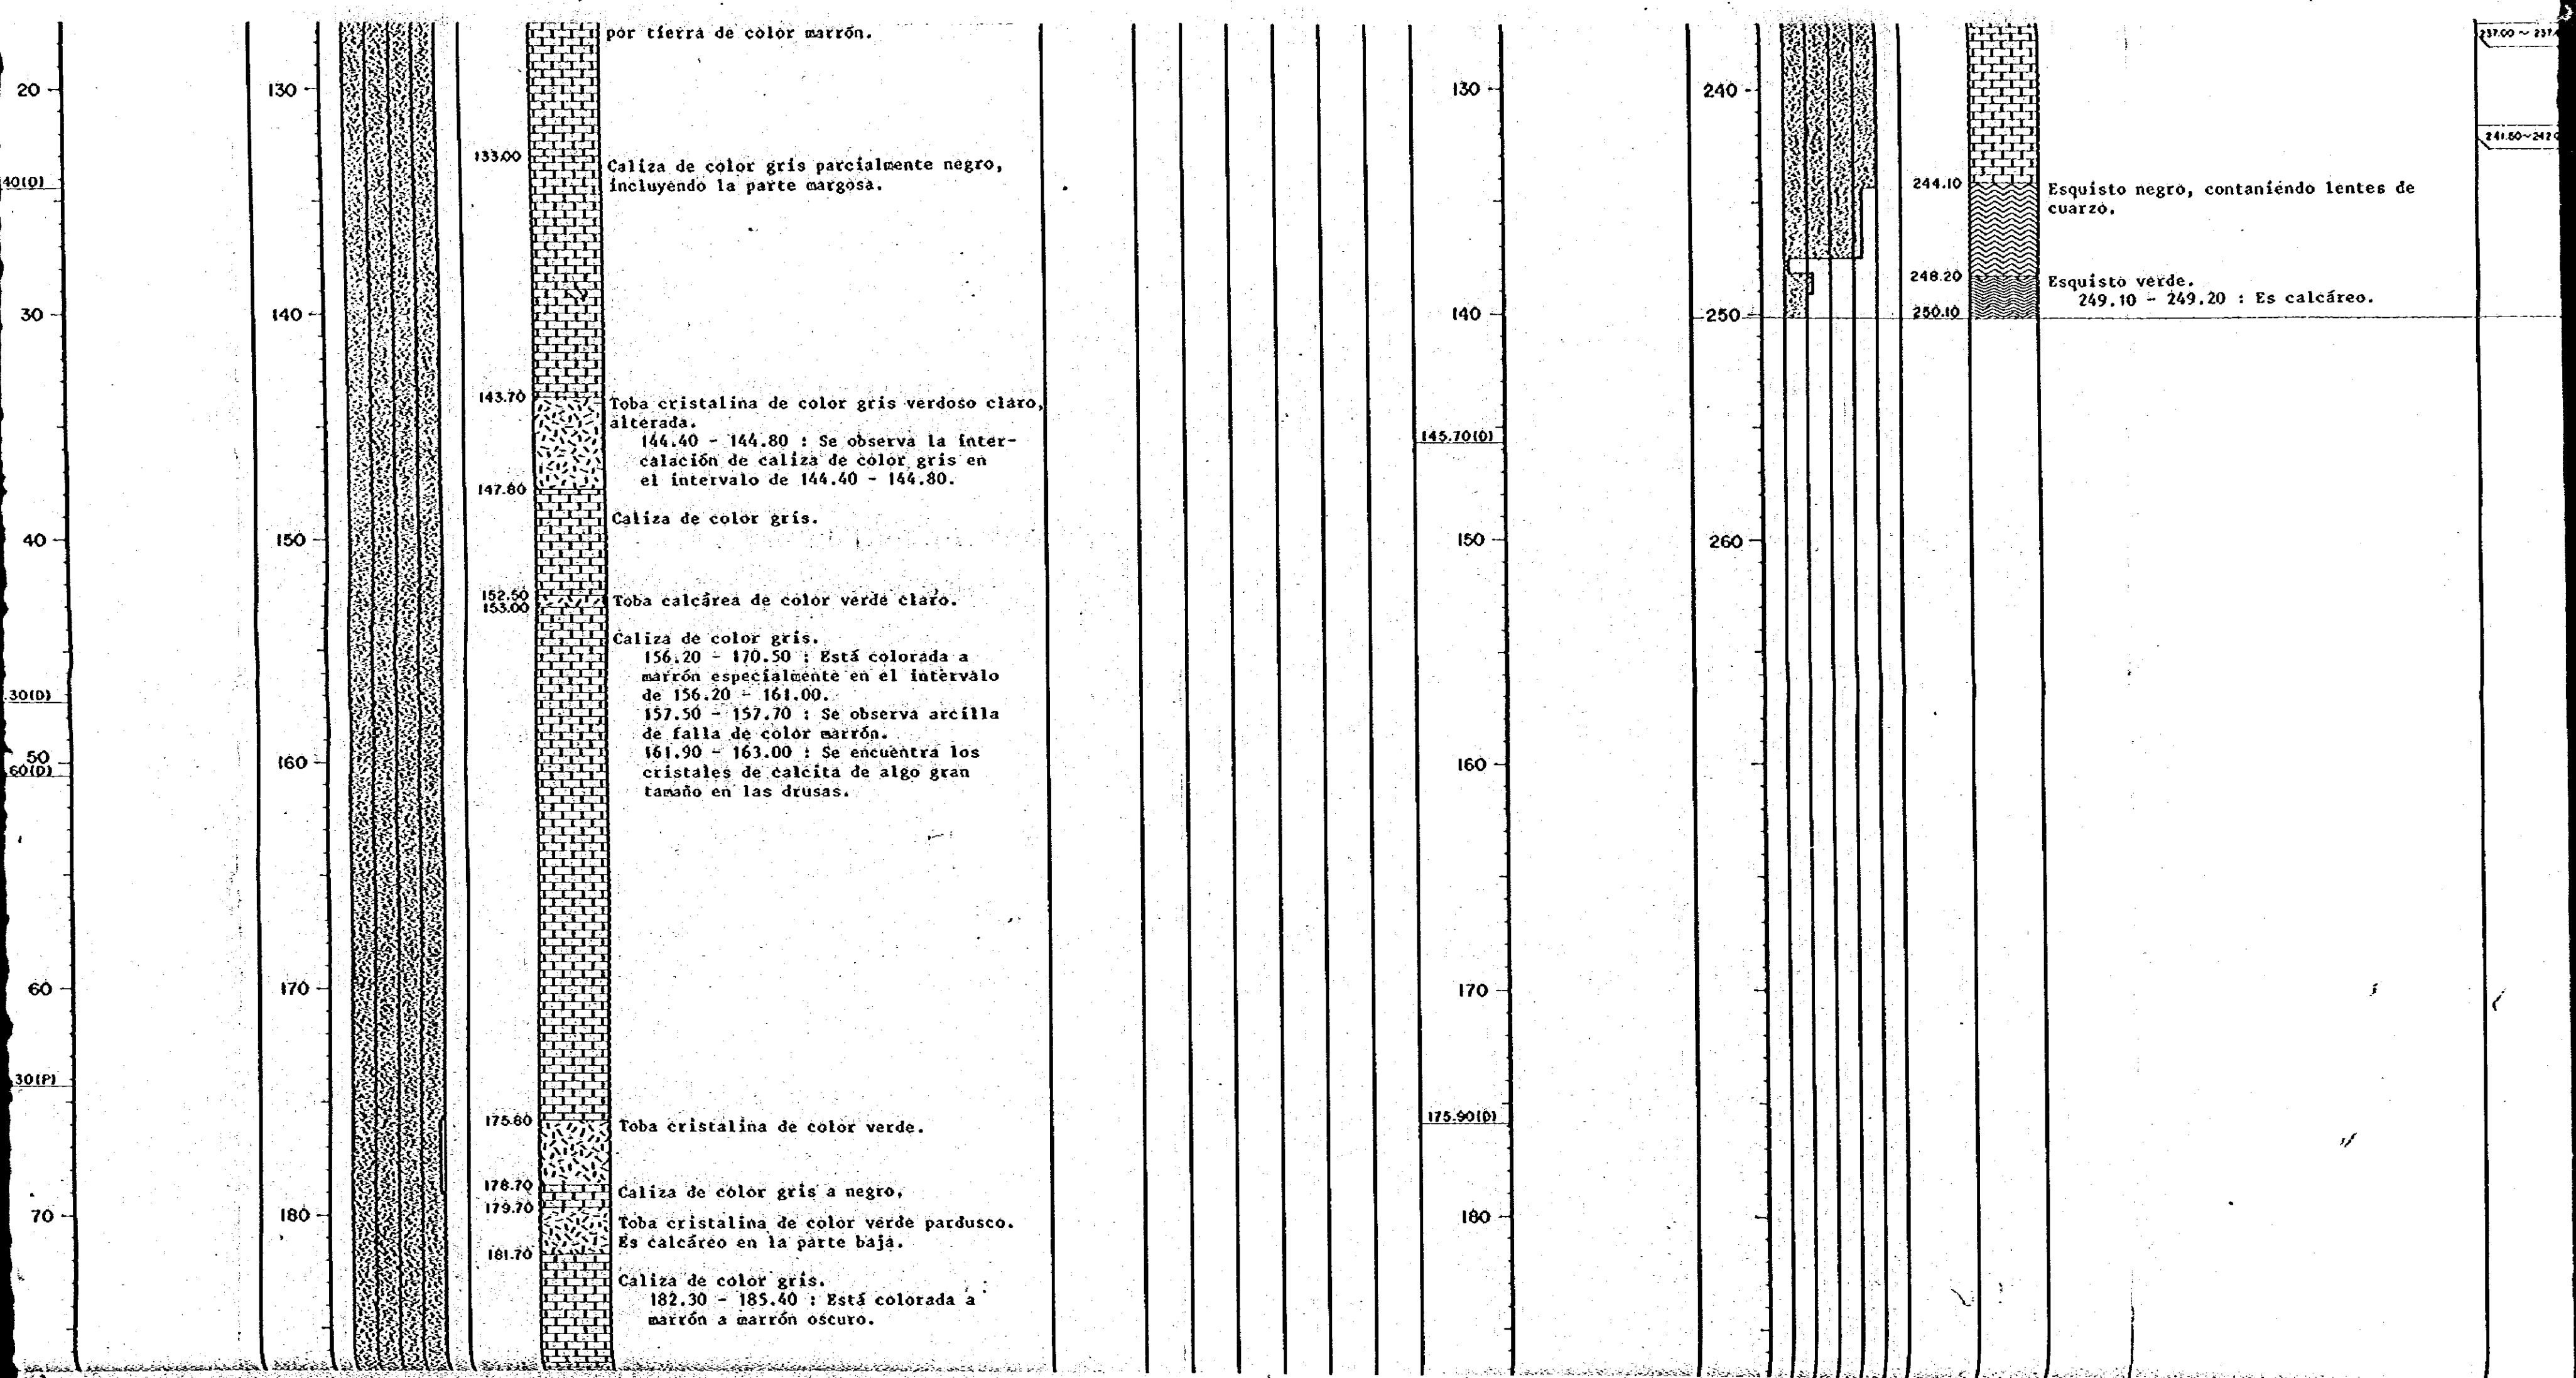 20
40(D)
30
40
30(D)
50
60(D)
60
30(P)
70
130
140
150
160
170
180
133.00
143.70
147.80
152.50
153.00
175.80
178.70
179.70
181.70
por tierra de color marrón.
Caliza de color gris parcialmente negro,
incluyendo la parte margosa.
Toba cristalina de color gris verdoso claro,
alterada.
144.40 - 144.80 : Se observa la inter-
calación de caliza de color gris en
el intervalo de 144.40 - 144.80.
Caliza de color gris.
Toba calcárea de color verde claro.
Caliza de color gris.
156.20 - 170.50 : Está colorada a
marrón especialmente en el intervalo
de 156.20 - 161.00.
157.50 - 157.70 : Se observa arcilla
de falla de color marrón.
161.90 - 163.00 : Se encuentra los
cristales de calcita de algo gran
tamaño en las drusas.
Toba cristalina de color verde.
Caliza de color gris a negro,
Toba cristalina de color verde pardusco.
Es calcáreo en la parte baja.
Caliza de color gris.
182.30 - 185.40 : Está colorada a
marrón a marrón oscuro.
130
140
145.70(D)
150
160
170
175.90(D)
180
240
250
260
244.10
248.20
250.10
Esquisto negro, contaniendo lentes de
cuarzo.
Esquisto verde.
249.10 - 249.20 : Es calcáreo.
237.00 ~ 237.
241.60~242.